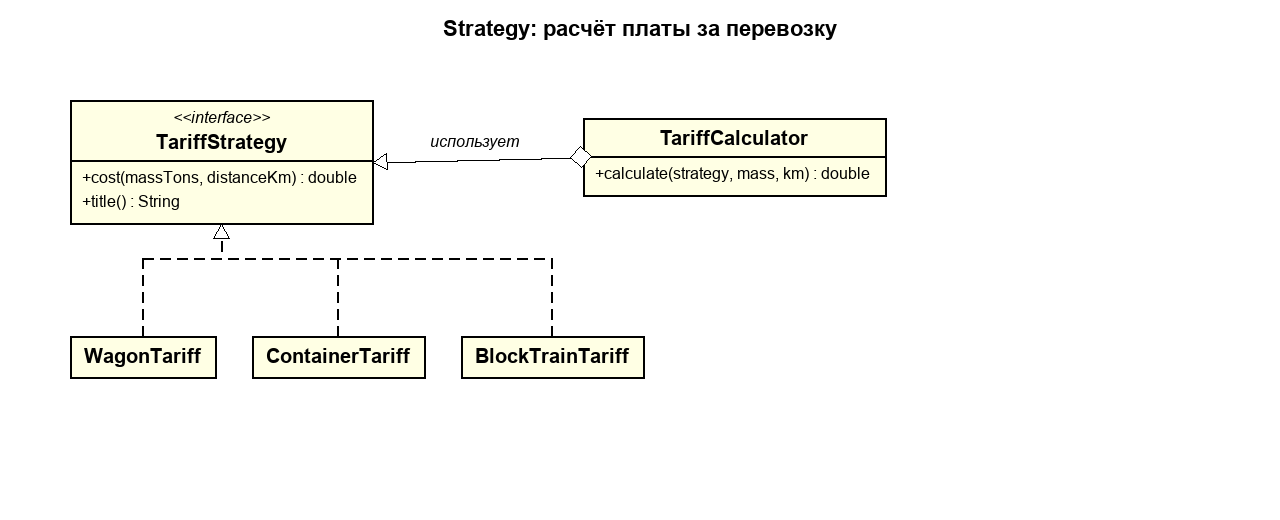 Strategy: расчёт платы за перевозку
<<interface>>
TariffStrategy
+cost(massTons, distanceKm) : double
+title() : String
использует
TariffCalculator
+calculate(strategy, mass, km) : double
WagonTariff
ContainerTariff
BlockTrainTariff